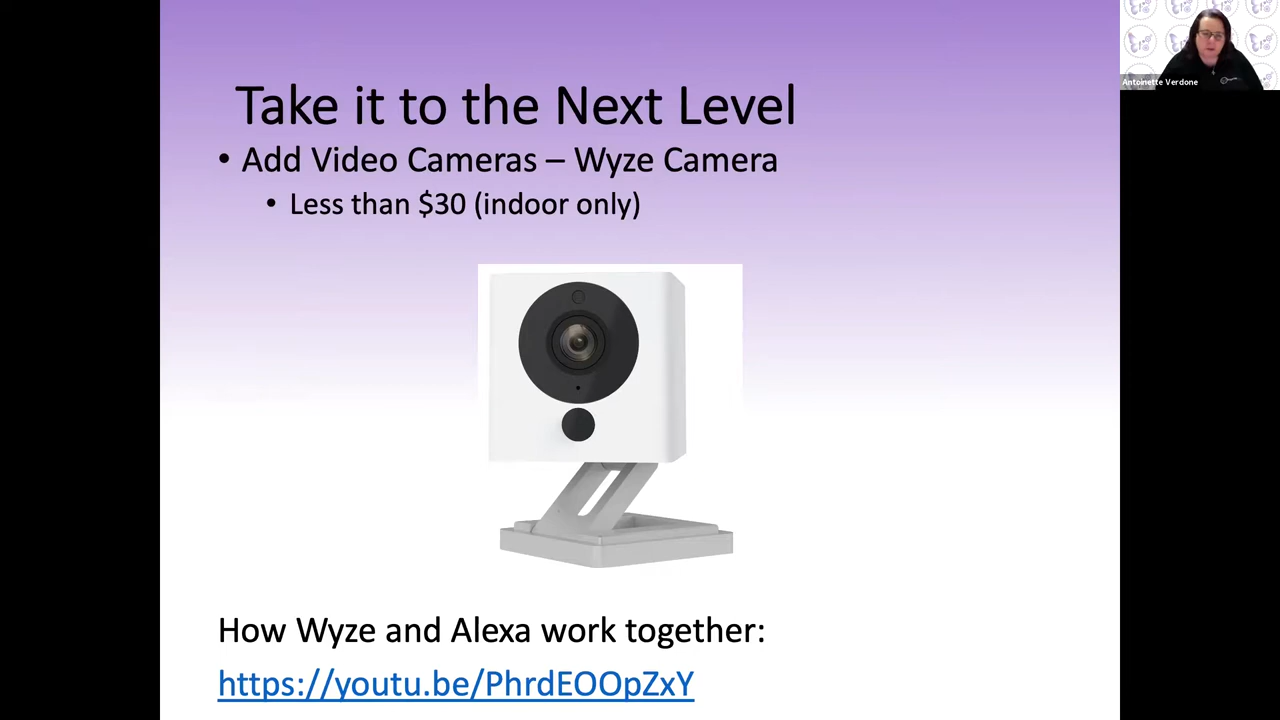 Take it to the Next Level
• Add Video Cameras – Wyze Camera
• Less than $30 (indoor only)
How Wyze and Alexa work together:
https://youtu.be/PhrdEOOpZxY
Antoinette Verdone